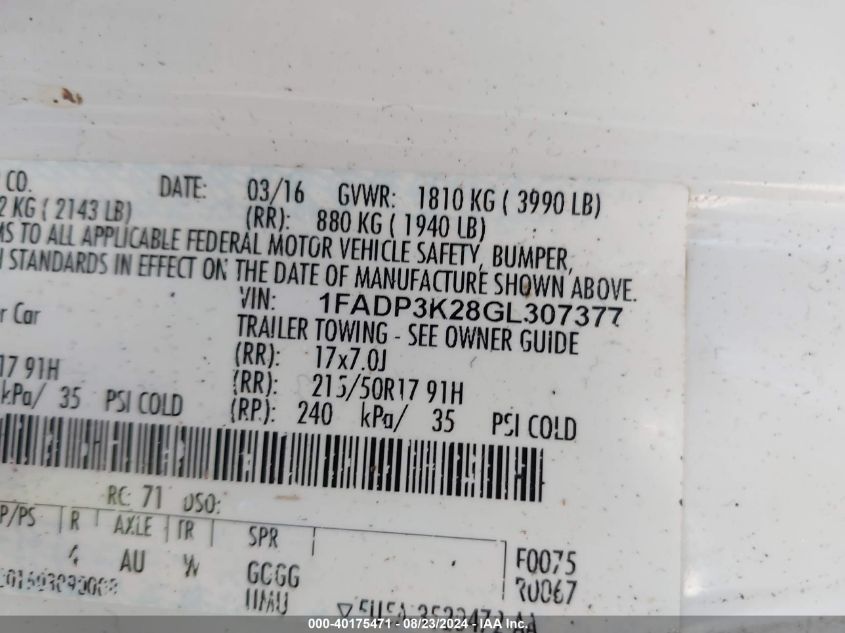 CO. DATE: 03/16 GVWR: 1810 KG ( 3990 LB)
2 KG ( 2143 LB) (RR): 880 KG ( 1940 LB)
MS TO ALL APPLICABLE FEDERAL MOTOR VEHICLE SAFETY, BUMPER,
STANDARDS IN EFFECT ON THE DATE OF MANUFACTURE SHOWN ABOVE.
VIN: 1FADP3K28GL307377
r Car TRAILER TOWING - SEE OWNER GUIDE
(RR): 17x7.0J
17 91H (RR): 215/50R17 91H
kPa/ 35 PSI COLD (RP): 240 kPa/ 35 PSI COLD
RC: 71 DSO:
P/PS R AXLE TR SPR
4 AU W GCGG F0075
R0067
00-40175471 - 08/23/2024 - IAA Inc.